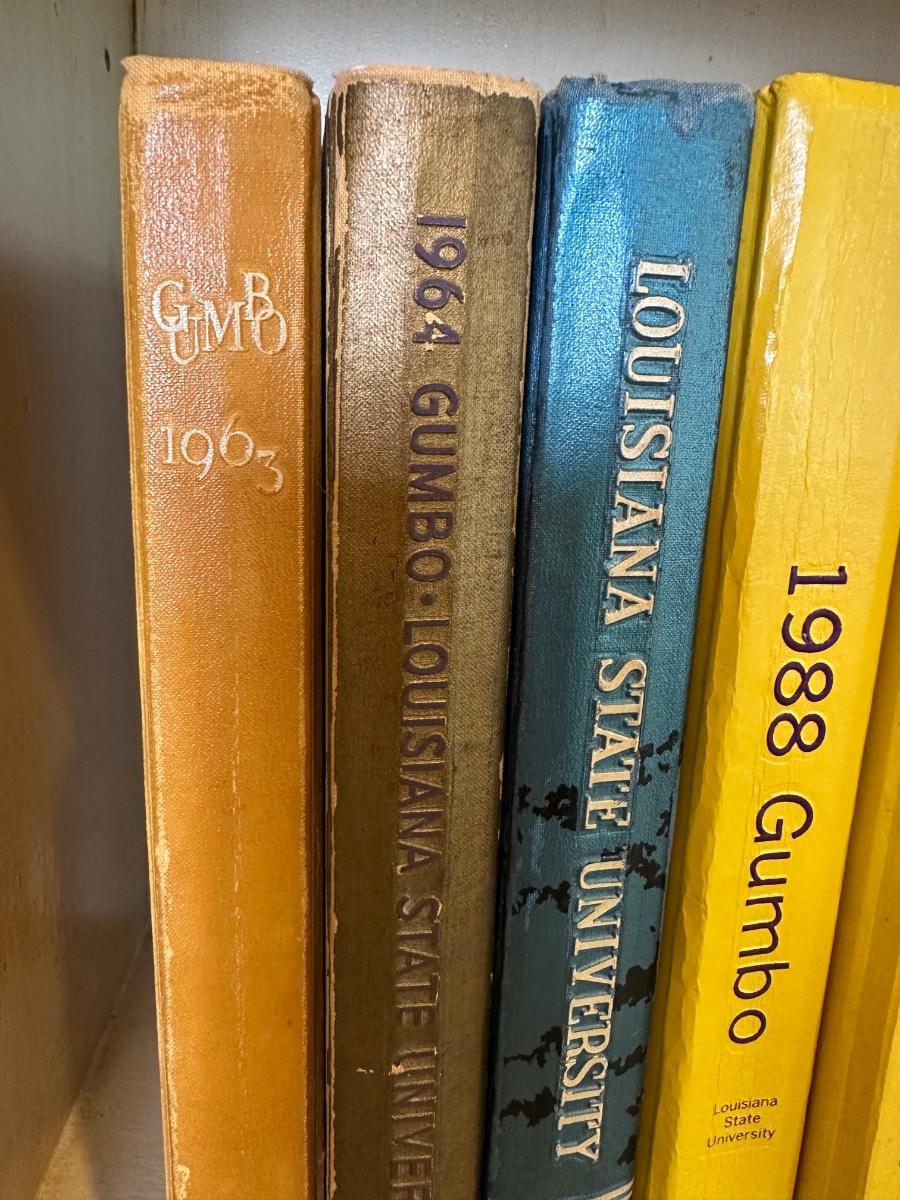 GUMBO
1963
1964 GUMBO • LOUISIANA STATE
LOUISIANA STATE UNIVERSITY
1988 Gumbo
Louisiana
State
University